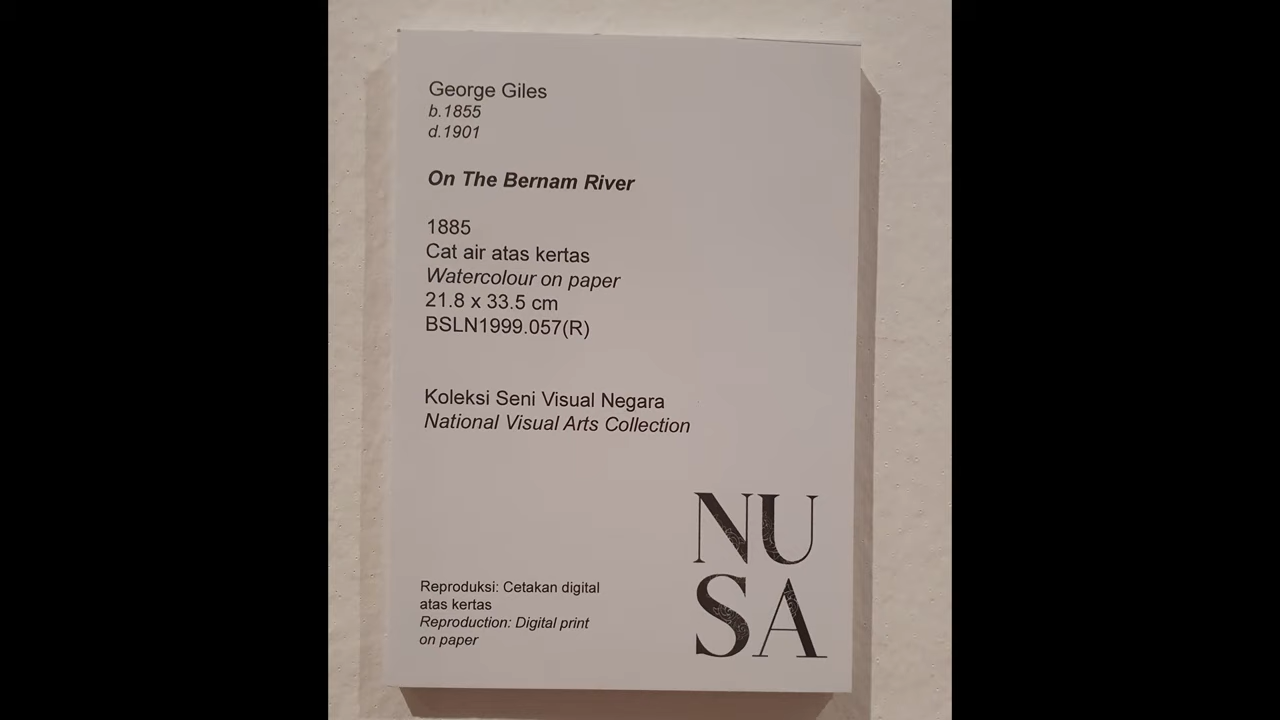 George Giles
b.1855
d.1901
On The Bernam River
1885
Cat air atas kertas
Watercolour on paper
21.8 x 33.5 cm
BSLN1999.057(R)
Koleksi Seni Visual Negara
National Visual Arts Collection
Reproduksi: Cetakan digital
atas kertas
Reproduction: Digital print
on paper
NU
SA